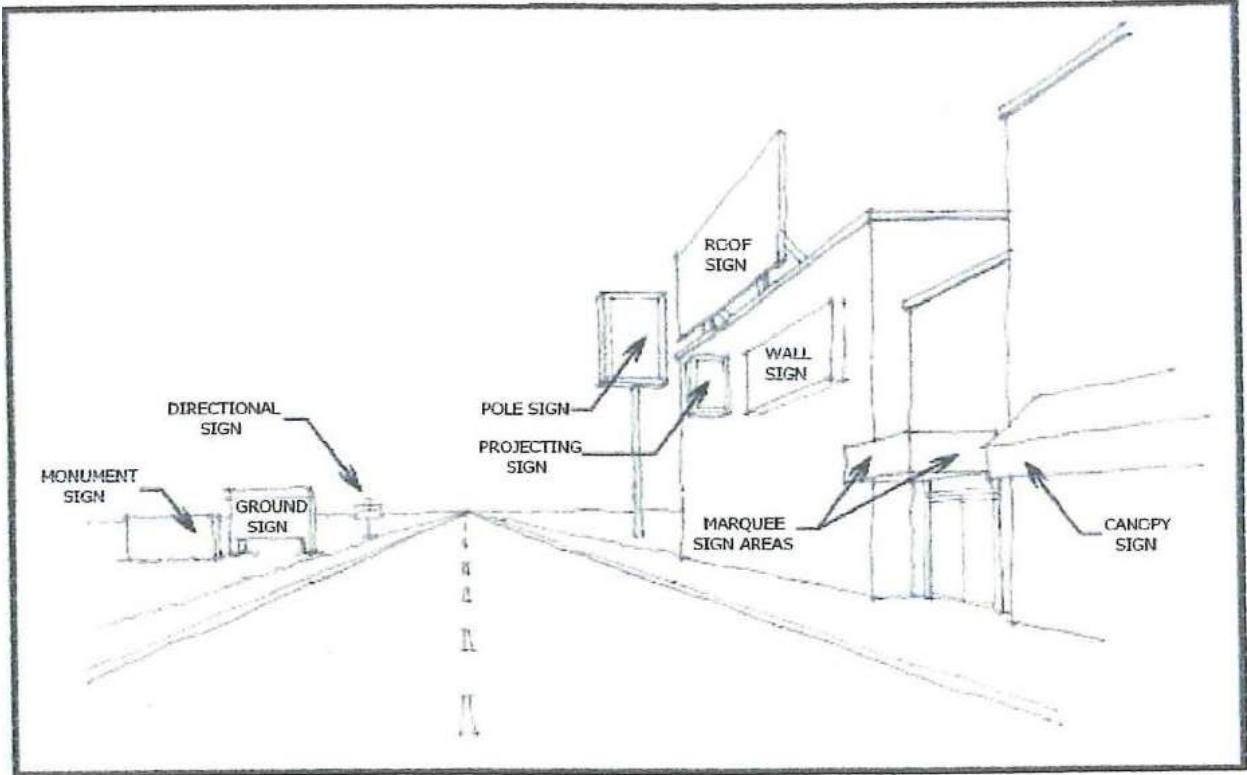 ROOF
SIGN
WALL
SIGN
POLE SIGN
DIRECTIONAL
SIGN
PROJECTING
SIGN
MONUMENT
SIGN
GROUND
SIGN
MARQUEE
SIGN AREAS
CANOPY
SIGN